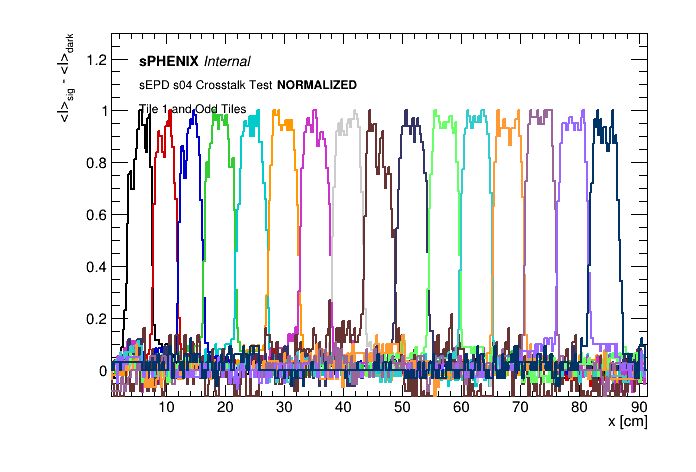 <I>sig - <I>dark
1.2
sPHENIX Internal
sEPD s04 Crosstalk Test NORMALIZED
Tile 1 and Odd Tiles
1
0.8
0.6
0.4
0.2
0
10 20 30 40 50 60 70 80 90
x [cm]